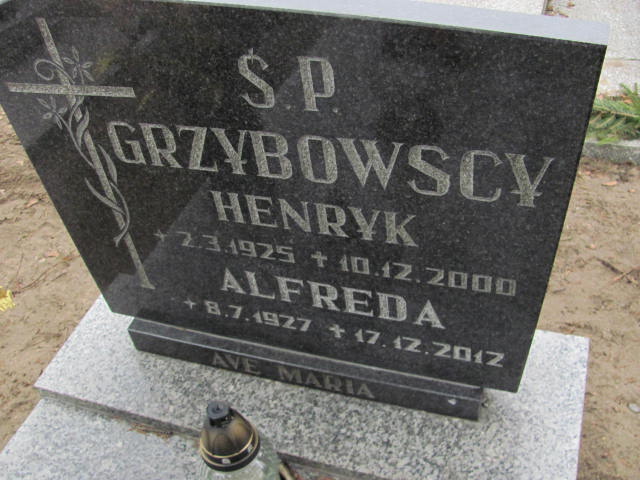 Ś.P.
GRZYBOWSCY
HENRYK
+ 2.3.1925 + 10.12.2000
ALFREDA
+ 8.7.1927 + 17.12.2012
AVE MARIA